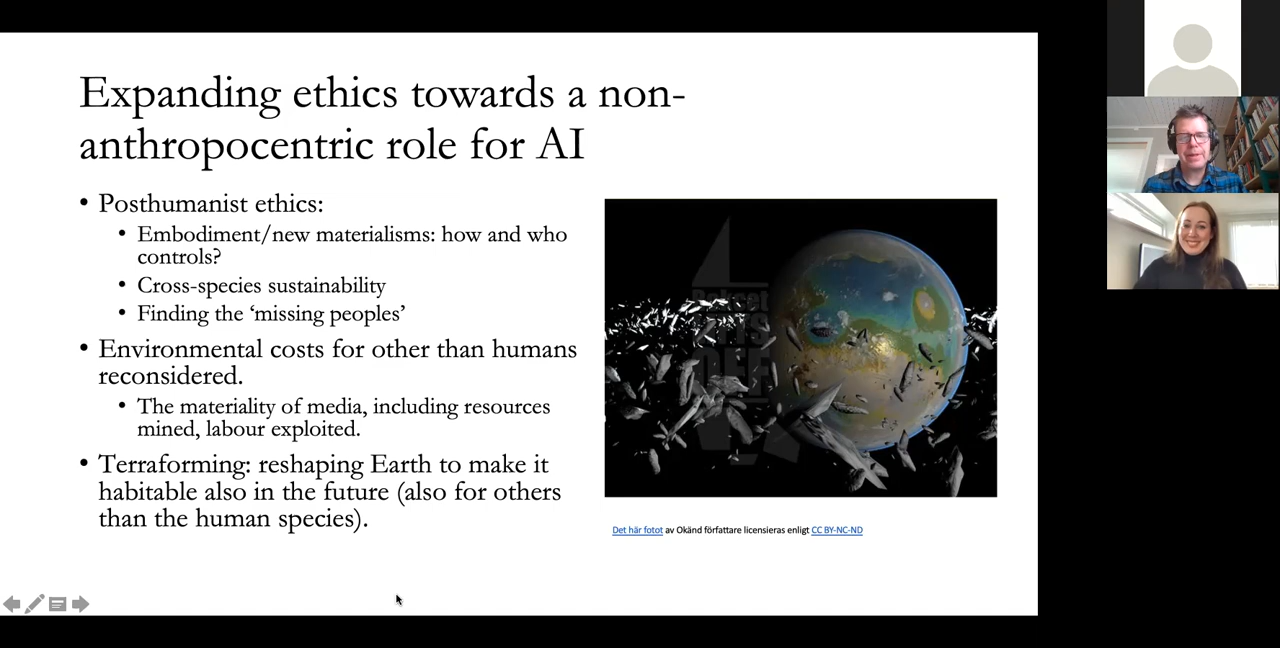 Expanding ethics towards a non-
anthropocentric role for AI
• Posthumanist ethics:
• Embodiment/new materialisms: how and who
controls?
• Cross-species sustainability
• Finding the ‘missing peoples’
• Environmental costs for other than humans
reconsidered.
• The materiality of media, including resources
mined, labour exploited.
• Terraforming: reshaping Earth to make it
habitable also in the future (also for others
than the human species).
Det här fotot av Okänd författare licensieras enligt CC BY-NC-ND